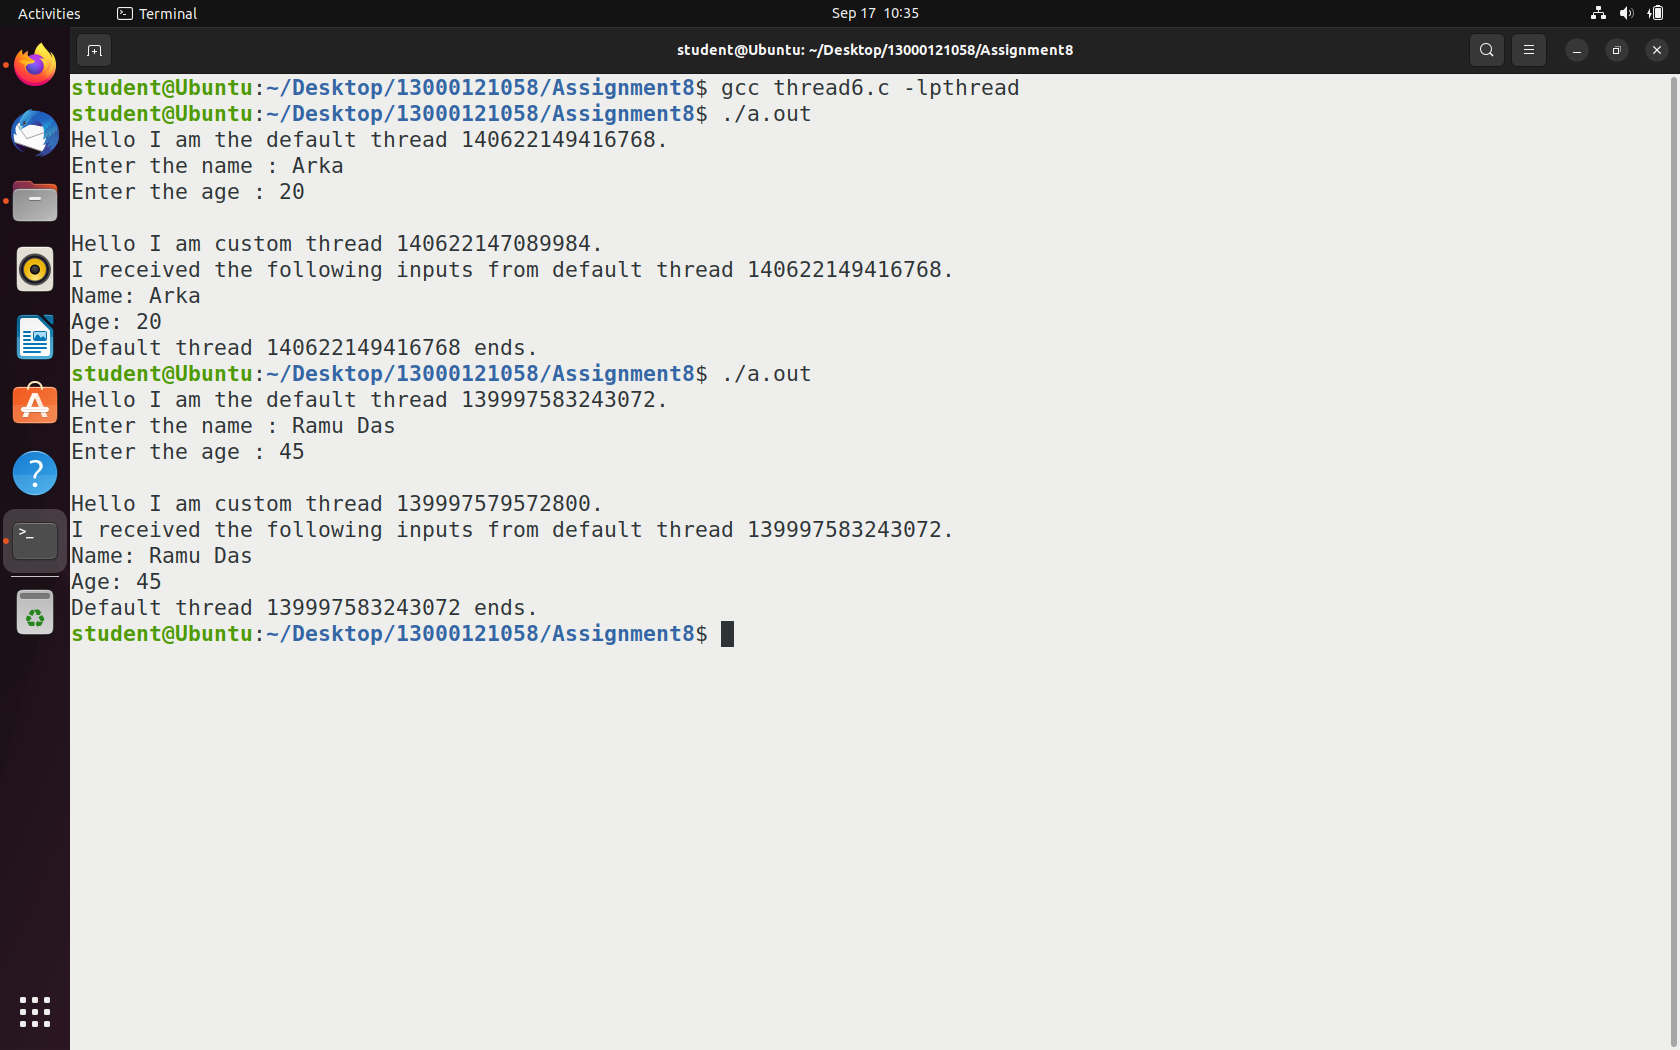 Activities Terminal Sep 17 10:35
student@Ubuntu: ~/Desktop/13000121058/Assignment8
student@Ubuntu:~/Desktop/13000121058/Assignment8$ gcc thread6.c -lpthread
student@Ubuntu:~/Desktop/13000121058/Assignment8$ ./a.out
Hello I am the default thread 140622149416768.
Enter the name : Arka
Enter the age : 20

Hello I am custom thread 140622147089984.
I received the following inputs from default thread 140622149416768.
Name: Arka
Age: 20
Default thread 140622149416768 ends.
student@Ubuntu:~/Desktop/13000121058/Assignment8$ ./a.out
Hello I am the default thread 139997583243072.
Enter the name : Ramu Das
Enter the age : 45

Hello I am custom thread 139997579572800.
I received the following inputs from default thread 139997583243072.
Name: Ramu Das
Age: 45
Default thread 139997583243072 ends.
student@Ubuntu:~/Desktop/13000121058/Assignment8$